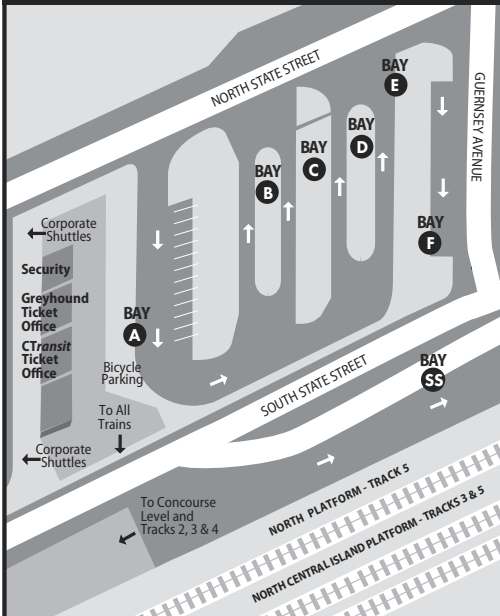 NORTH STATE STREET
BAY
E
GUERNSEY AVENUE
BAY
D
BAY
C
BAY
B
Corporate
Shuttles
BAY
F
Security
Greyhound
Ticket
Office
BAY
A
CTransit
Ticket
Office
Bicycle
Parking
SOUTH STATE STREET
BAY
SS
To All
Trains
Corporate
Shuttles
To Concourse
Level and
Tracks 2, 3 & 4
NORTH PLATFORM - TRACK 5
NORTH CENTRAL ISLAND PLATFORM - TRACKS 3 & 5